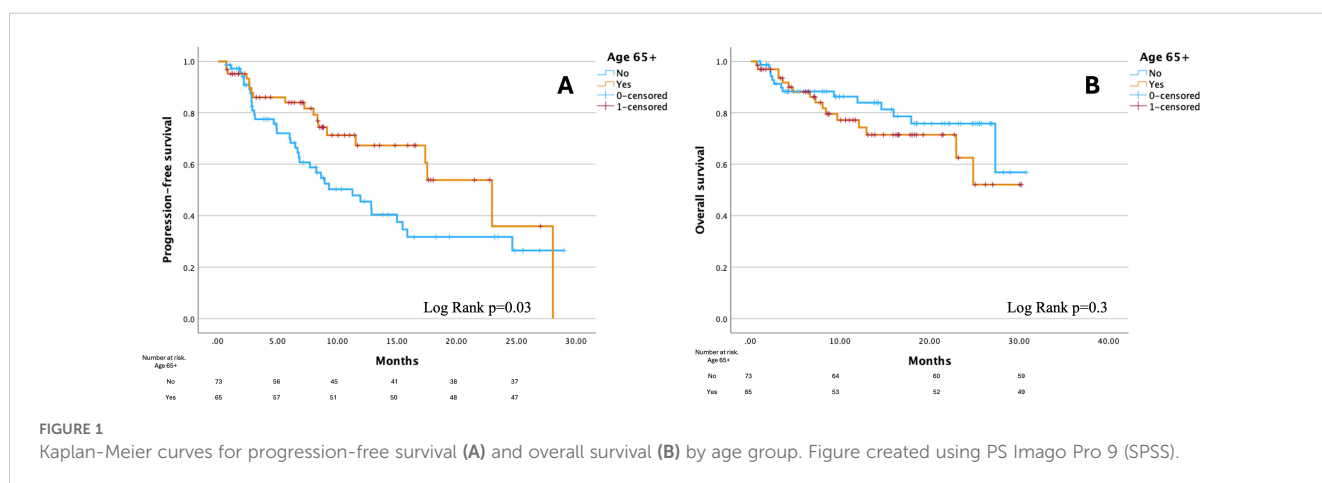 Age 65+
No
Yes
0-censored
1-censored
A
Progression-free survival
1.0
0.8
0.6
0.4
0.2
0.0
Log Rank p=0.03
.00 5.00 10.00 15.00 20.00 25.00 30.00
Months
Number at risk.
Age 65+
No 73 56 45 41 38 37
Yes 65 57 51 50 48 47
Age 65+
No
Yes
0-censored
1-censored
B
Overall survival
1.0
0.8
0.6
0.4
0.2
0.0
Log Rank p=0.3
.00 10.00 20.00 30.00 40.00
Months
Number at risk.
Age 65+
No 73 64 60 59
Yes 65 53 52 49
FIGURE 1
Kaplan-Meier curves for progression-free survival (A) and overall survival (B) by age group. Figure created using PS Imago Pro 9 (SPSS).